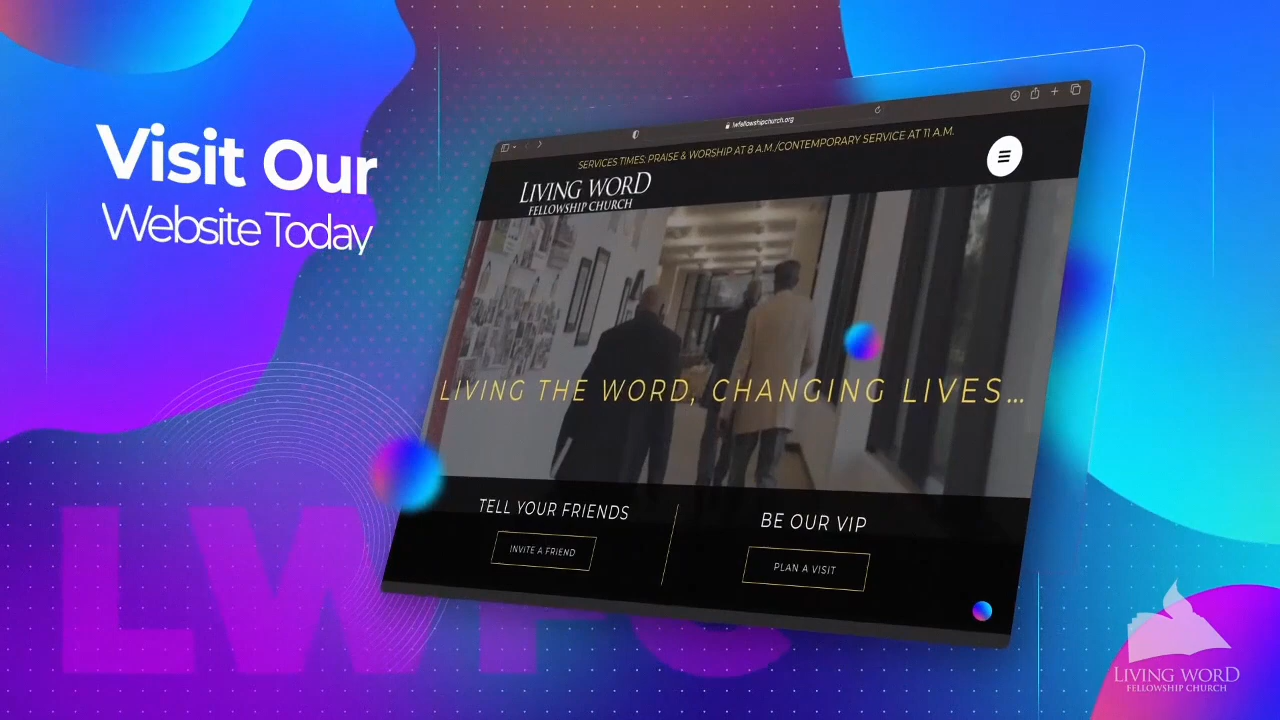 Visit Our
Website Today
lwfellowshipchurch.org
SERVICES TIMES: PRAISE & WORSHIP AT 8 A.M./CONTEMPORARY SERVICE AT 11 A.M.
LIVING WORD
FELLOWSHIP CHURCH
LIVING THE WORD, CHANGING LIVES...
TELL YOUR FRIENDS
INVITE A FRIEND
BE OUR VIP
PLAN A VISIT
LWFC
LIVING WORD
FELLOWSHIP CHURCH